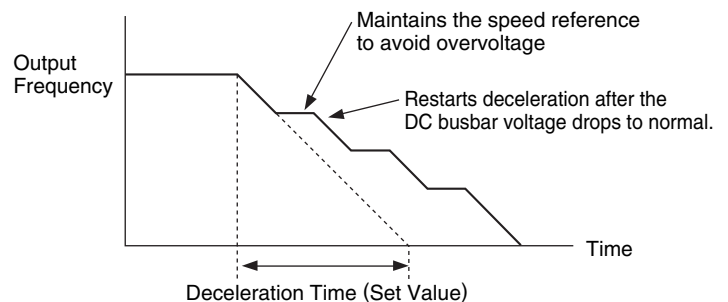 Maintains the speed reference
to avoid overvoltage
Output
Frequency
Restarts deceleration after the
DC busbar voltage drops to normal.
Time
Deceleration Time (Set Value)